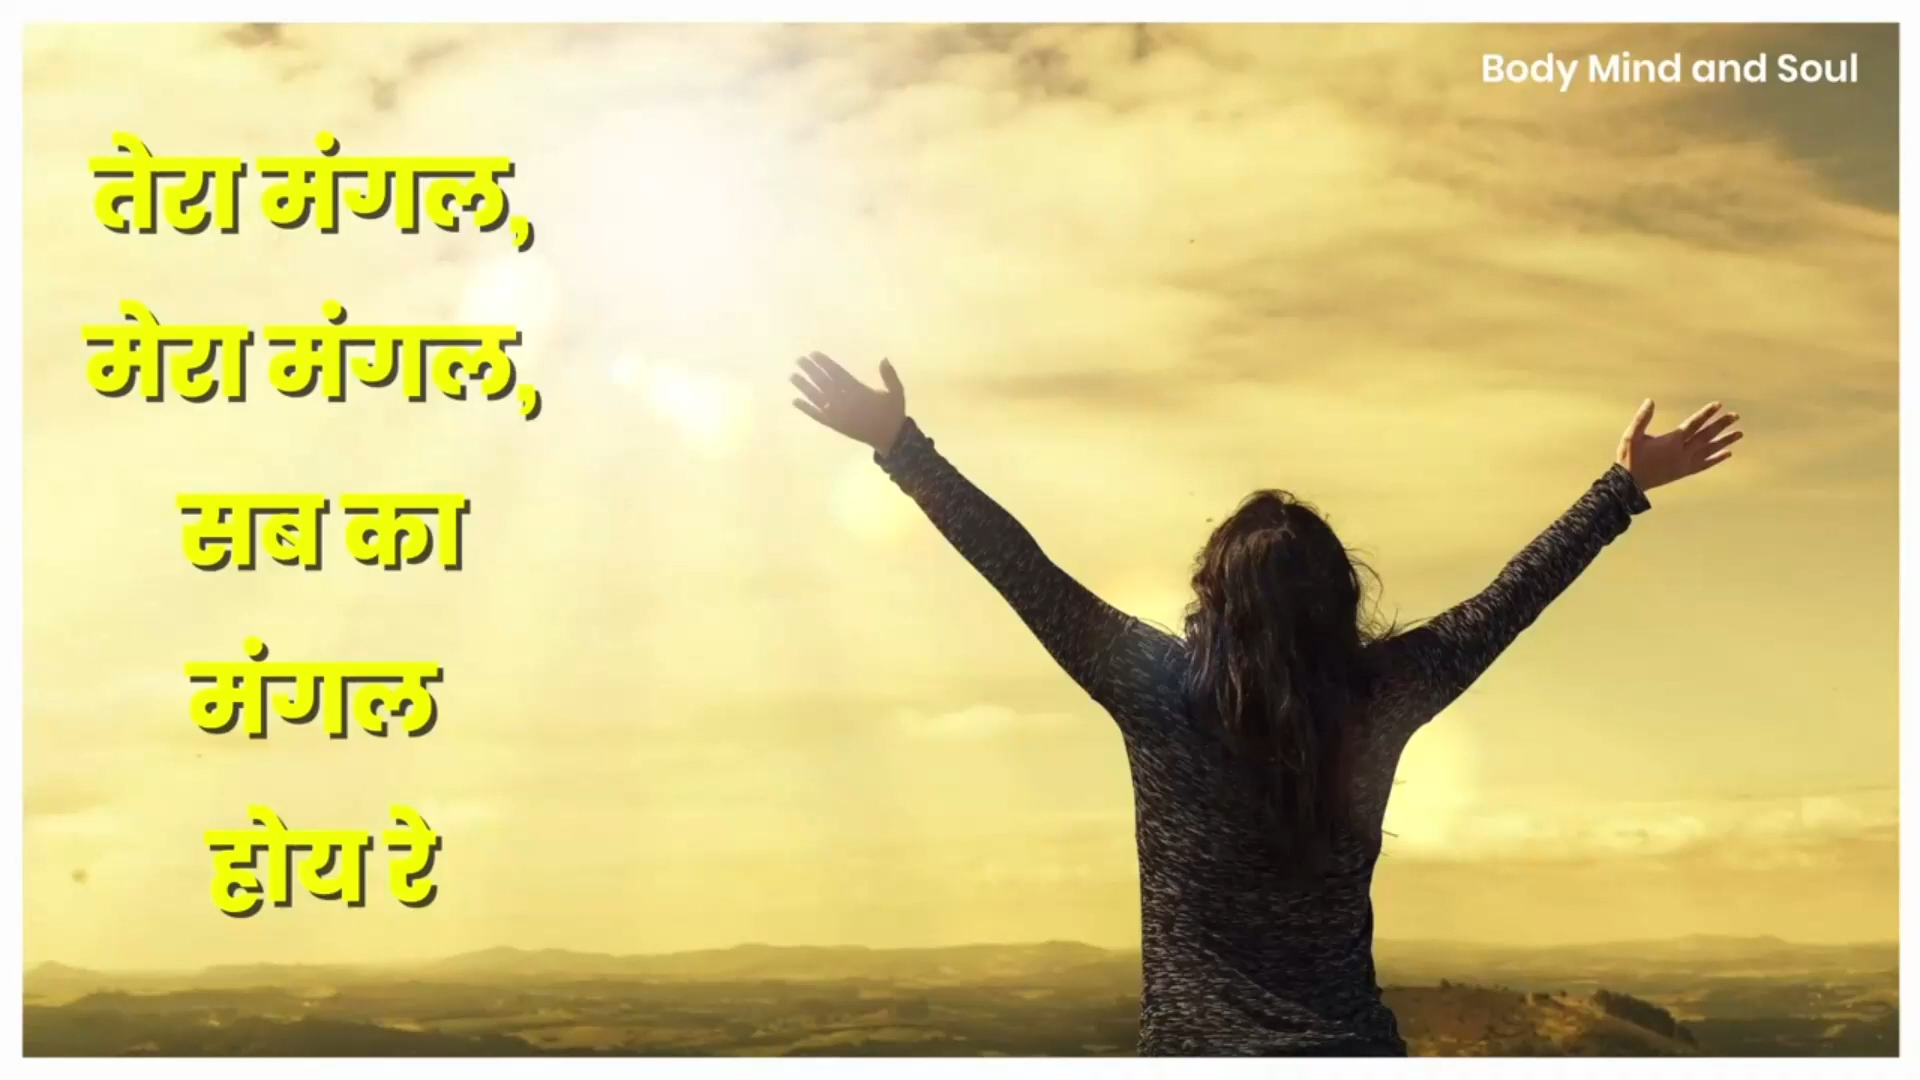 Body Mind and Soul
तेरा मंगल,
मेरा मंगल,
सब का
मंगल
होय रे